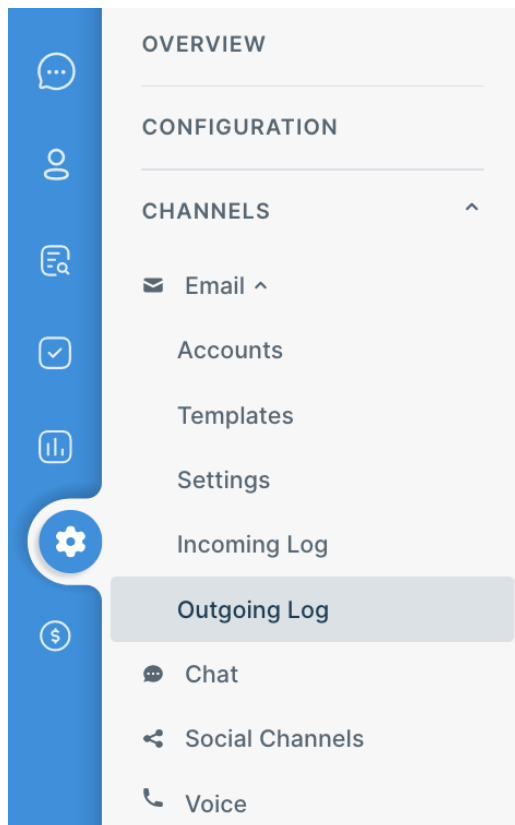 OVERVIEW
CONFIGURATION
CHANNELS
Email
Accounts
Templates
Settings
Incoming Log
Outgoing Log
$
Chat
Social Channels
Voice